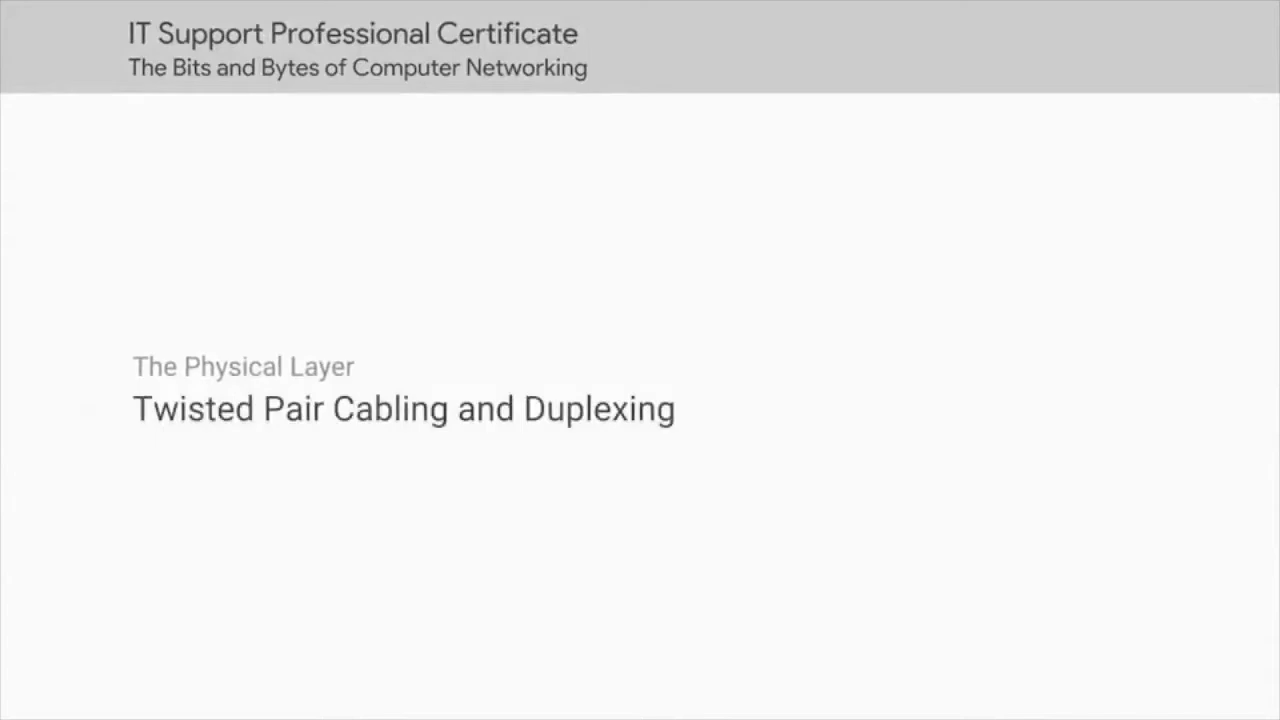 IT Support Professional Certificate
The Bits and Bytes of Computer Networking
The Physical Layer
Twisted Pair Cabling and Duplexing